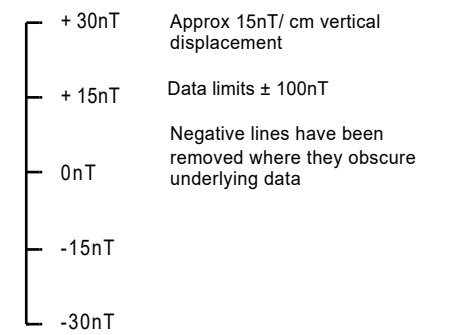 + 30nT
+ 15nT
0nT
-15nT
-30nT
Approx 15nT/ cm vertical
displacement
Data limits ± 100nT
Negative lines have been
removed where they obscure
underlying data